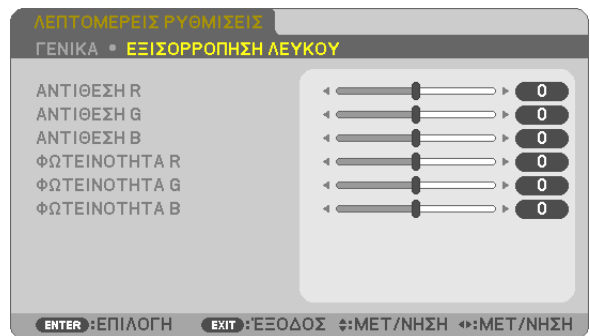 ΛΕΠΤΟΜΕΡΕΙΣ ΡΥΘΜΙΣΕΙΣ
ΓΕΝΙΚΑ • ΕΞΙΣΟΡΡΟΠΗΣΗ ΛΕΥΚΟΥ
ΑΝΤΙΘΕΣΗ R 0
ΑΝΤΙΘΕΣΗ G 0
ΑΝΤΙΘΕΣΗ B 0
ΦΩΤΕΙΝΟΤΗΤΑ R 0
ΦΩΤΕΙΝΟΤΗΤΑ G 0
ΦΩΤΕΙΝΟΤΗΤΑ B 0
ENTER :ΕΠΙΛΟΓΗ EXIT :ΈΞΟΔΟΣ :ΜΕΤ/ΝΗΣΗ :ΜΕΤ/ΝΗΣΗ